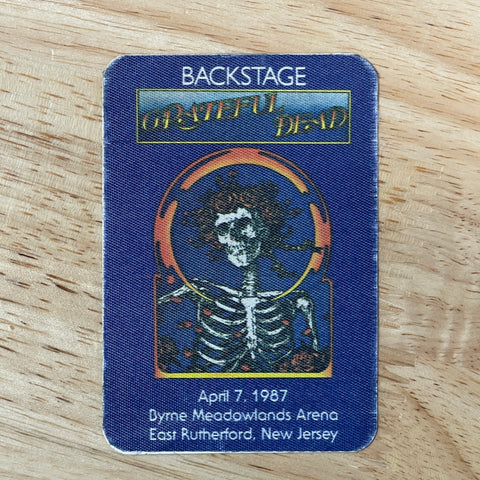 BACKSTAGE
GRATEFUL DEAD
April 7, 1987
Byrne Meadowlands Arena
East Rutherford, New Jersey